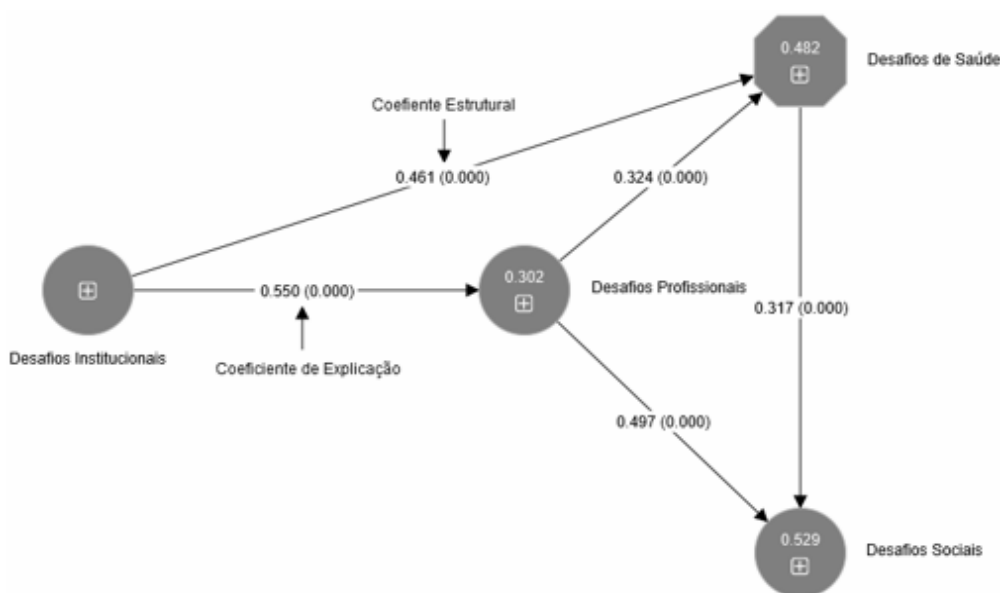 0.482
Desafios de Saúde
Coefiente Estrutural
0.461 (0.000)
0.324 (0.000)
0.302
Desafios Profissionais
0.550 (0.000)
0.317 (0.000)
Desafios Institucionais
Coeficiente de Explicação
0.497 (0.000)
0.529
Desafios Sociais